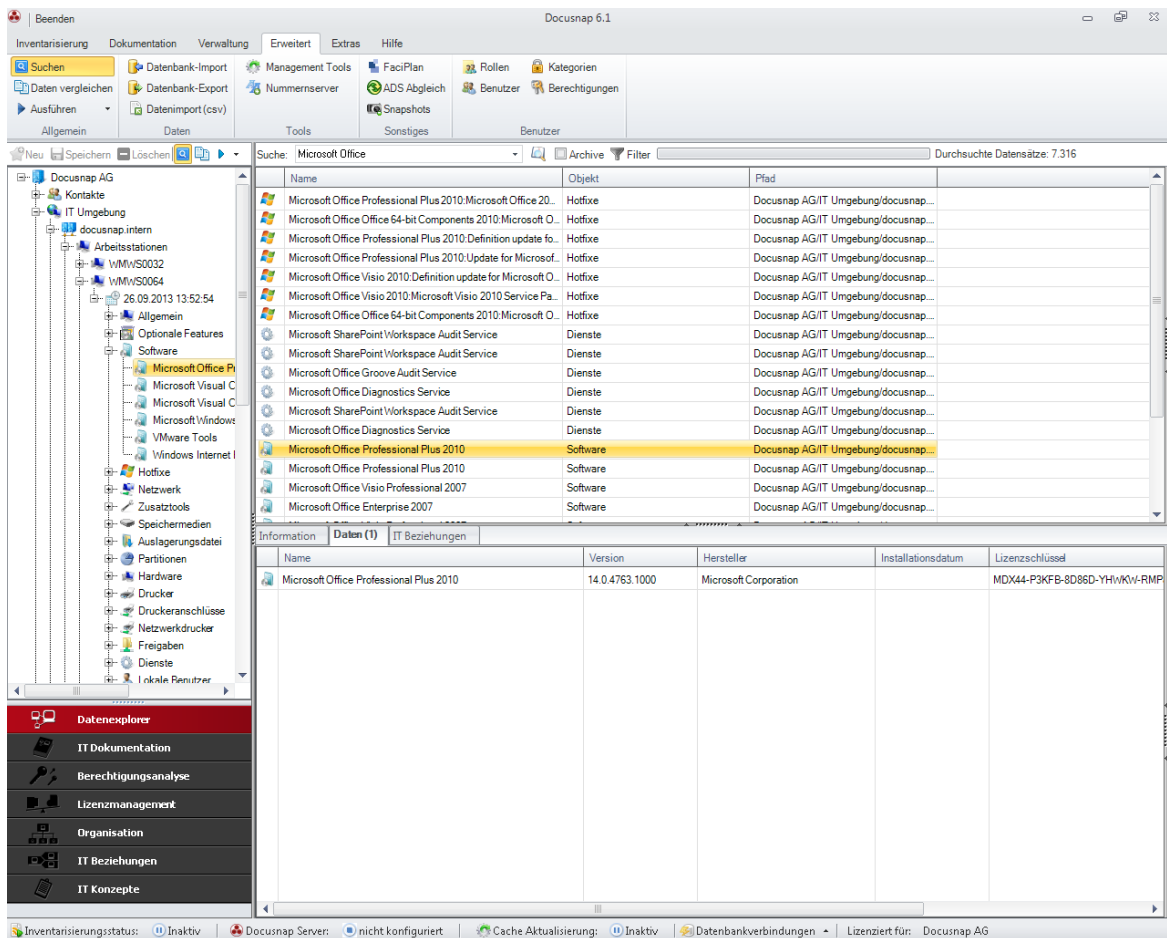 Beenden Docusnap 6.1
Inventarisierung Dokumentation Verwaltung Erweitert Extras Hilfe
Suchen Datenbank-Import Management Tools FaciPlan Rollen Kategorien
Daten vergleichen Datenbank-Export Nummernserver ADS Abgleich Benutzer Berechtigungen
Ausführen Datenimport (csv) Snapshots
Allgemein Daten Tools Sonstiges Benutzer
Neu Speichern Löschen
Suche: Microsoft Office Archive Filter Durchsuchte Datensätze: 7.316
Docusnap AG
Kontakte
IT Umgebung
docusnap.intern
Arbeitsstationen
WMWS0032
WMWS0064
26.09.2013 13:52:54
Allgemein
Optionale Features
Software
Microsoft Office Pr
Microsoft Visual C
Microsoft Visual C
Microsoft Windows
VMware Tools
Windows Internet
Hotfixe
Netzwerk
Zusatztools
Speichermedien
Auslagerungsdatei
Partitionen
Hardware
Drucker
Druckeranschlüsse
Netzwerkdrucker
Freigaben
Dienste
Lokale Benutzer
Name Objekt Pfad
Microsoft Office Professional Plus 2010:Microsoft Office 20... Hotfixe Docusnap AG/IT Umgebung/docusnap....
Microsoft Office Office 64-bit Components 2010:Microsoft O... Hotfixe Docusnap AG/IT Umgebung/docusnap....
Microsoft Office Professional Plus 2010:Definition update fo... Hotfixe Docusnap AG/IT Umgebung/docusnap....
Microsoft Office Professional Plus 2010:Update for Microsof... Hotfixe Docusnap AG/IT Umgebung/docusnap....
Microsoft Office Visio 2010:Definition update for Microsoft O... Hotfixe Docusnap AG/IT Umgebung/docusnap....
Microsoft Office Visio 2010:Microsoft Visio 2010 Service Pa... Hotfixe Docusnap AG/IT Umgebung/docusnap....
Microsoft Office Office 64-bit Components 2010:Microsoft O... Hotfixe Docusnap AG/IT Umgebung/docusnap....
Microsoft SharePoint Workspace Audit Service Dienste Docusnap AG/IT Umgebung/docusnap....
Microsoft SharePoint Workspace Audit Service Dienste Docusnap AG/IT Umgebung/docusnap....
Microsoft Office Groove Audit Service Dienste Docusnap AG/IT Umgebung/docusnap....
Microsoft Office Diagnostics Service Dienste Docusnap AG/IT Umgebung/docusnap....
Microsoft SharePoint Workspace Audit Service Dienste Docusnap AG/IT Umgebung/docusnap....
Microsoft Office Diagnostics Service Dienste Docusnap AG/IT Umgebung/docusnap....
Microsoft Office Professional Plus 2010 Software Docusnap AG/IT Umgebung/docusnap....
Microsoft Office Professional Plus 2010 Software Docusnap AG/IT Umgebung/docusnap....
Microsoft Office Visio Professional 2007 Software Docusnap AG/IT Umgebung/docusnap....
Microsoft Office Enterprise 2007 Software Docusnap AG/IT Umgebung/docusnap....
Information Daten (1) IT Beziehungen
Name Version Hersteller Installationsdatum Lizenzschlüssel
Microsoft Office Professional Plus 2010 14.0.4763.1000 Microsoft Corporation MDX44-P3KFB-8D86D-YHWKW-RMP
Datenexplorer
IT Dokumentation
Berechtigungsanalyse
Lizenzmanagement
Organisation
IT Beziehungen
IT Konzepte
Inventarisierungsstatus: Inaktiv Docusnap Server: nicht konfiguriert Cache Aktualisierung: Inaktiv Datenbankverbindungen Lizenziert für: Docusnap AG